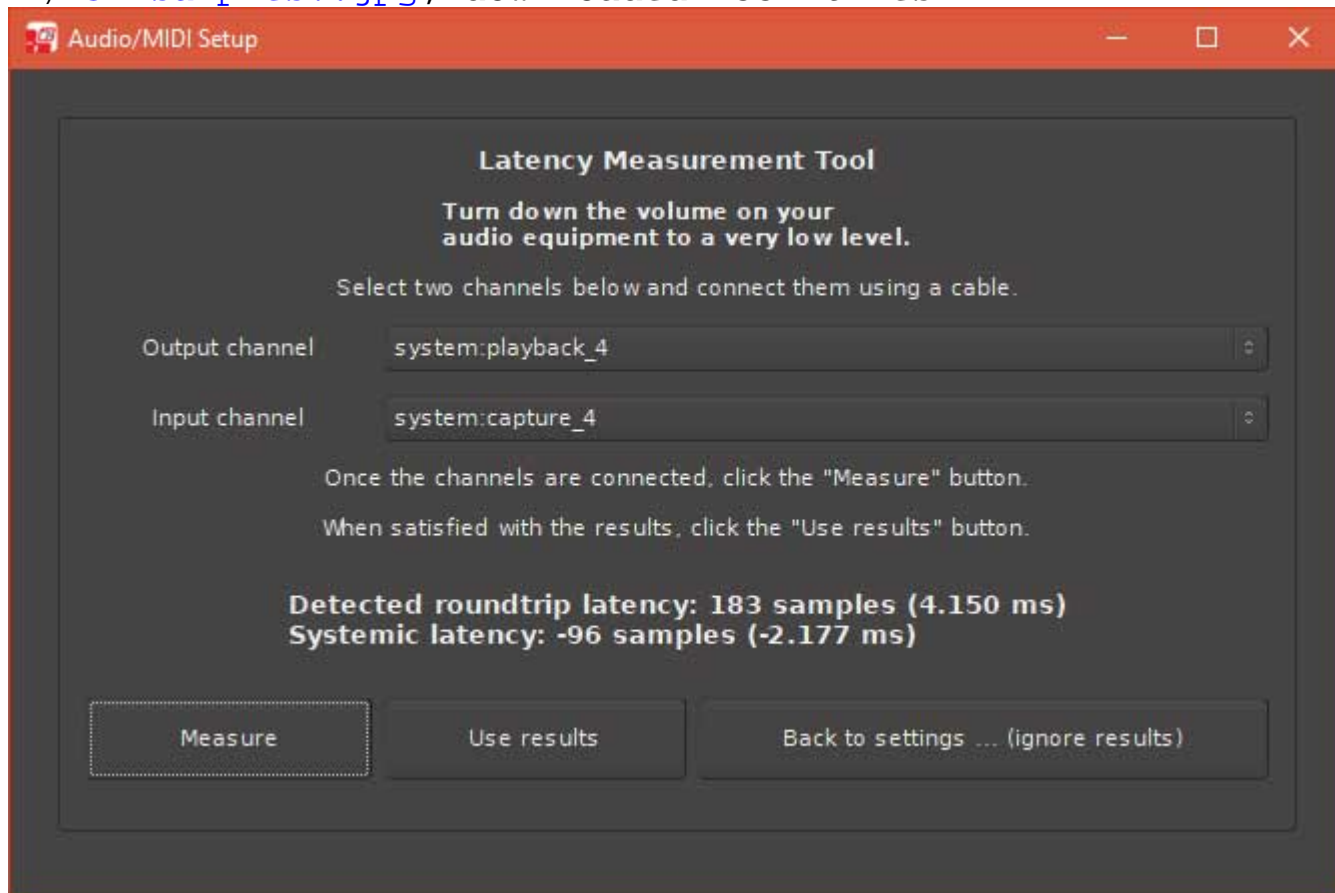 Audio/MIDI Setup
Latency Measurement Tool
Turn down the volume on your
audio equipment to a very low level.
Select two channels below and connect them using a cable.
Output channel system:playback_4
Input channel system:capture_4
Once the channels are connected, click the "Measure" button.
When satisfied with the results, click the "Use results" button.
Detected roundtrip latency: 183 samples (4.150 ms)
Systemic latency: -96 samples (-2.177 ms)
Measure Use results Back to settings ... (ignore results)